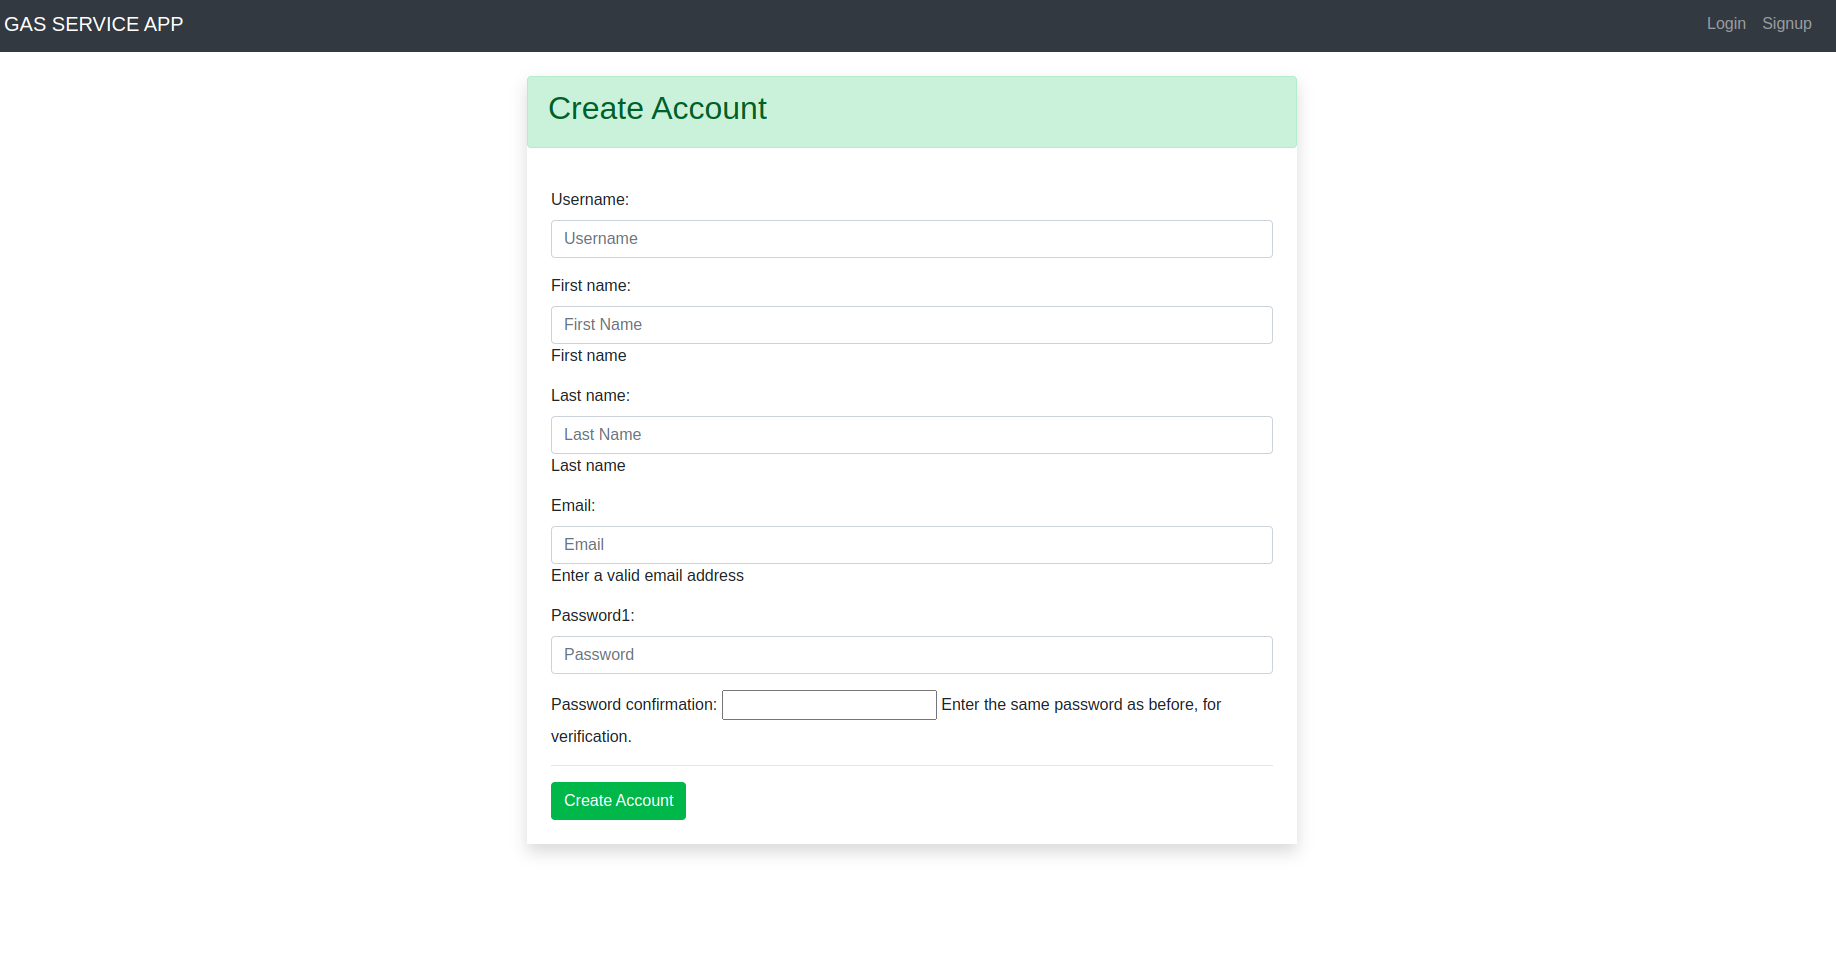 GAS SERVICE APP Login Signup
Create Account
Username:
Username
First name:
First Name
First name
Last name:
Last Name
Last name
Email:
Email
Enter a valid email address
Password1:
Password
Password confirmation: Enter the same password as before, for
verification.
Create Account